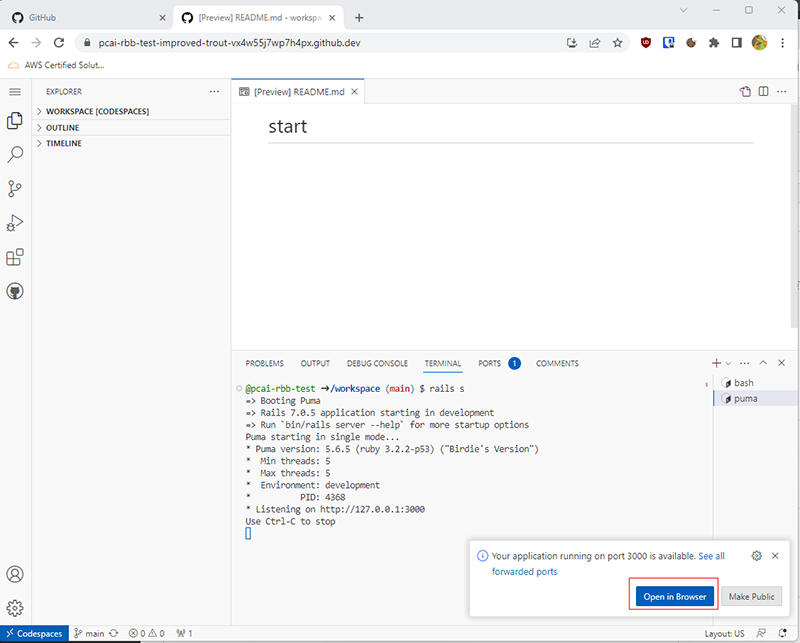 GitHub
[Preview] README.md - workspa
pcai-rbb-test-improved-trout-vx4w55j7wp7h4px.github.dev
AWS Certified Solut...
EXPLORER
WORKSPACE [CODESPACES]
OUTLINE
TIMELINE
[Preview] README.md
start
PROBLEMS OUTPUT DEBUG CONSOLE TERMINAL PORTS 1 COMMENTS
@pcai-rbb-test ➜/workspace (main) $ rails s
=> Booting Puma
=> Rails 7.0.5 application starting in development
=> Run `bin/rails server --help` for more startup options
Puma starting in single mode...
* Puma version: 5.6.5 (ruby 3.2.2-p53) ("Birdie's Version")
*  Min threads: 5
*  Max threads: 5
*  Environment: development
*          PID: 4368
* Listening on http://127.0.0.1:3000
Use Ctrl-C to stop
bash
puma
Your application running on port 3000 is available. See all
forwarded ports
Open in Browser Make Public
Codespaces main 0 0 1 Layout: US